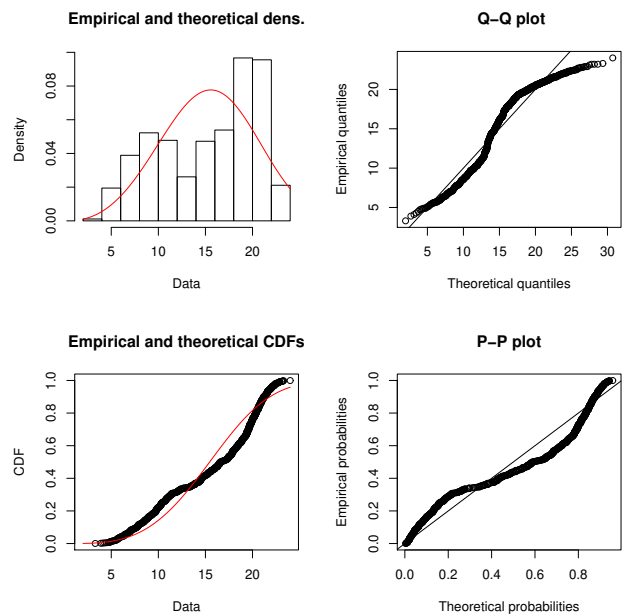 Empirical and theoretical dens.
Density
0.00
0.04
0.08
5 10 15 20
Data
Q−Q plot
Empirical quantiles
5
10
15
20
5 10 15 20 25 30
Theoretical quantiles
Empirical and theoretical CDFs
CDF
0.0
0.2
0.4
0.6
0.8
1.0
5 10 15 20
Data
P−P plot
Empirical probabilities
0.0
0.2
0.4
0.6
0.8
1.0
0.0 0.2 0.4 0.6 0.8
Theoretical probabilities